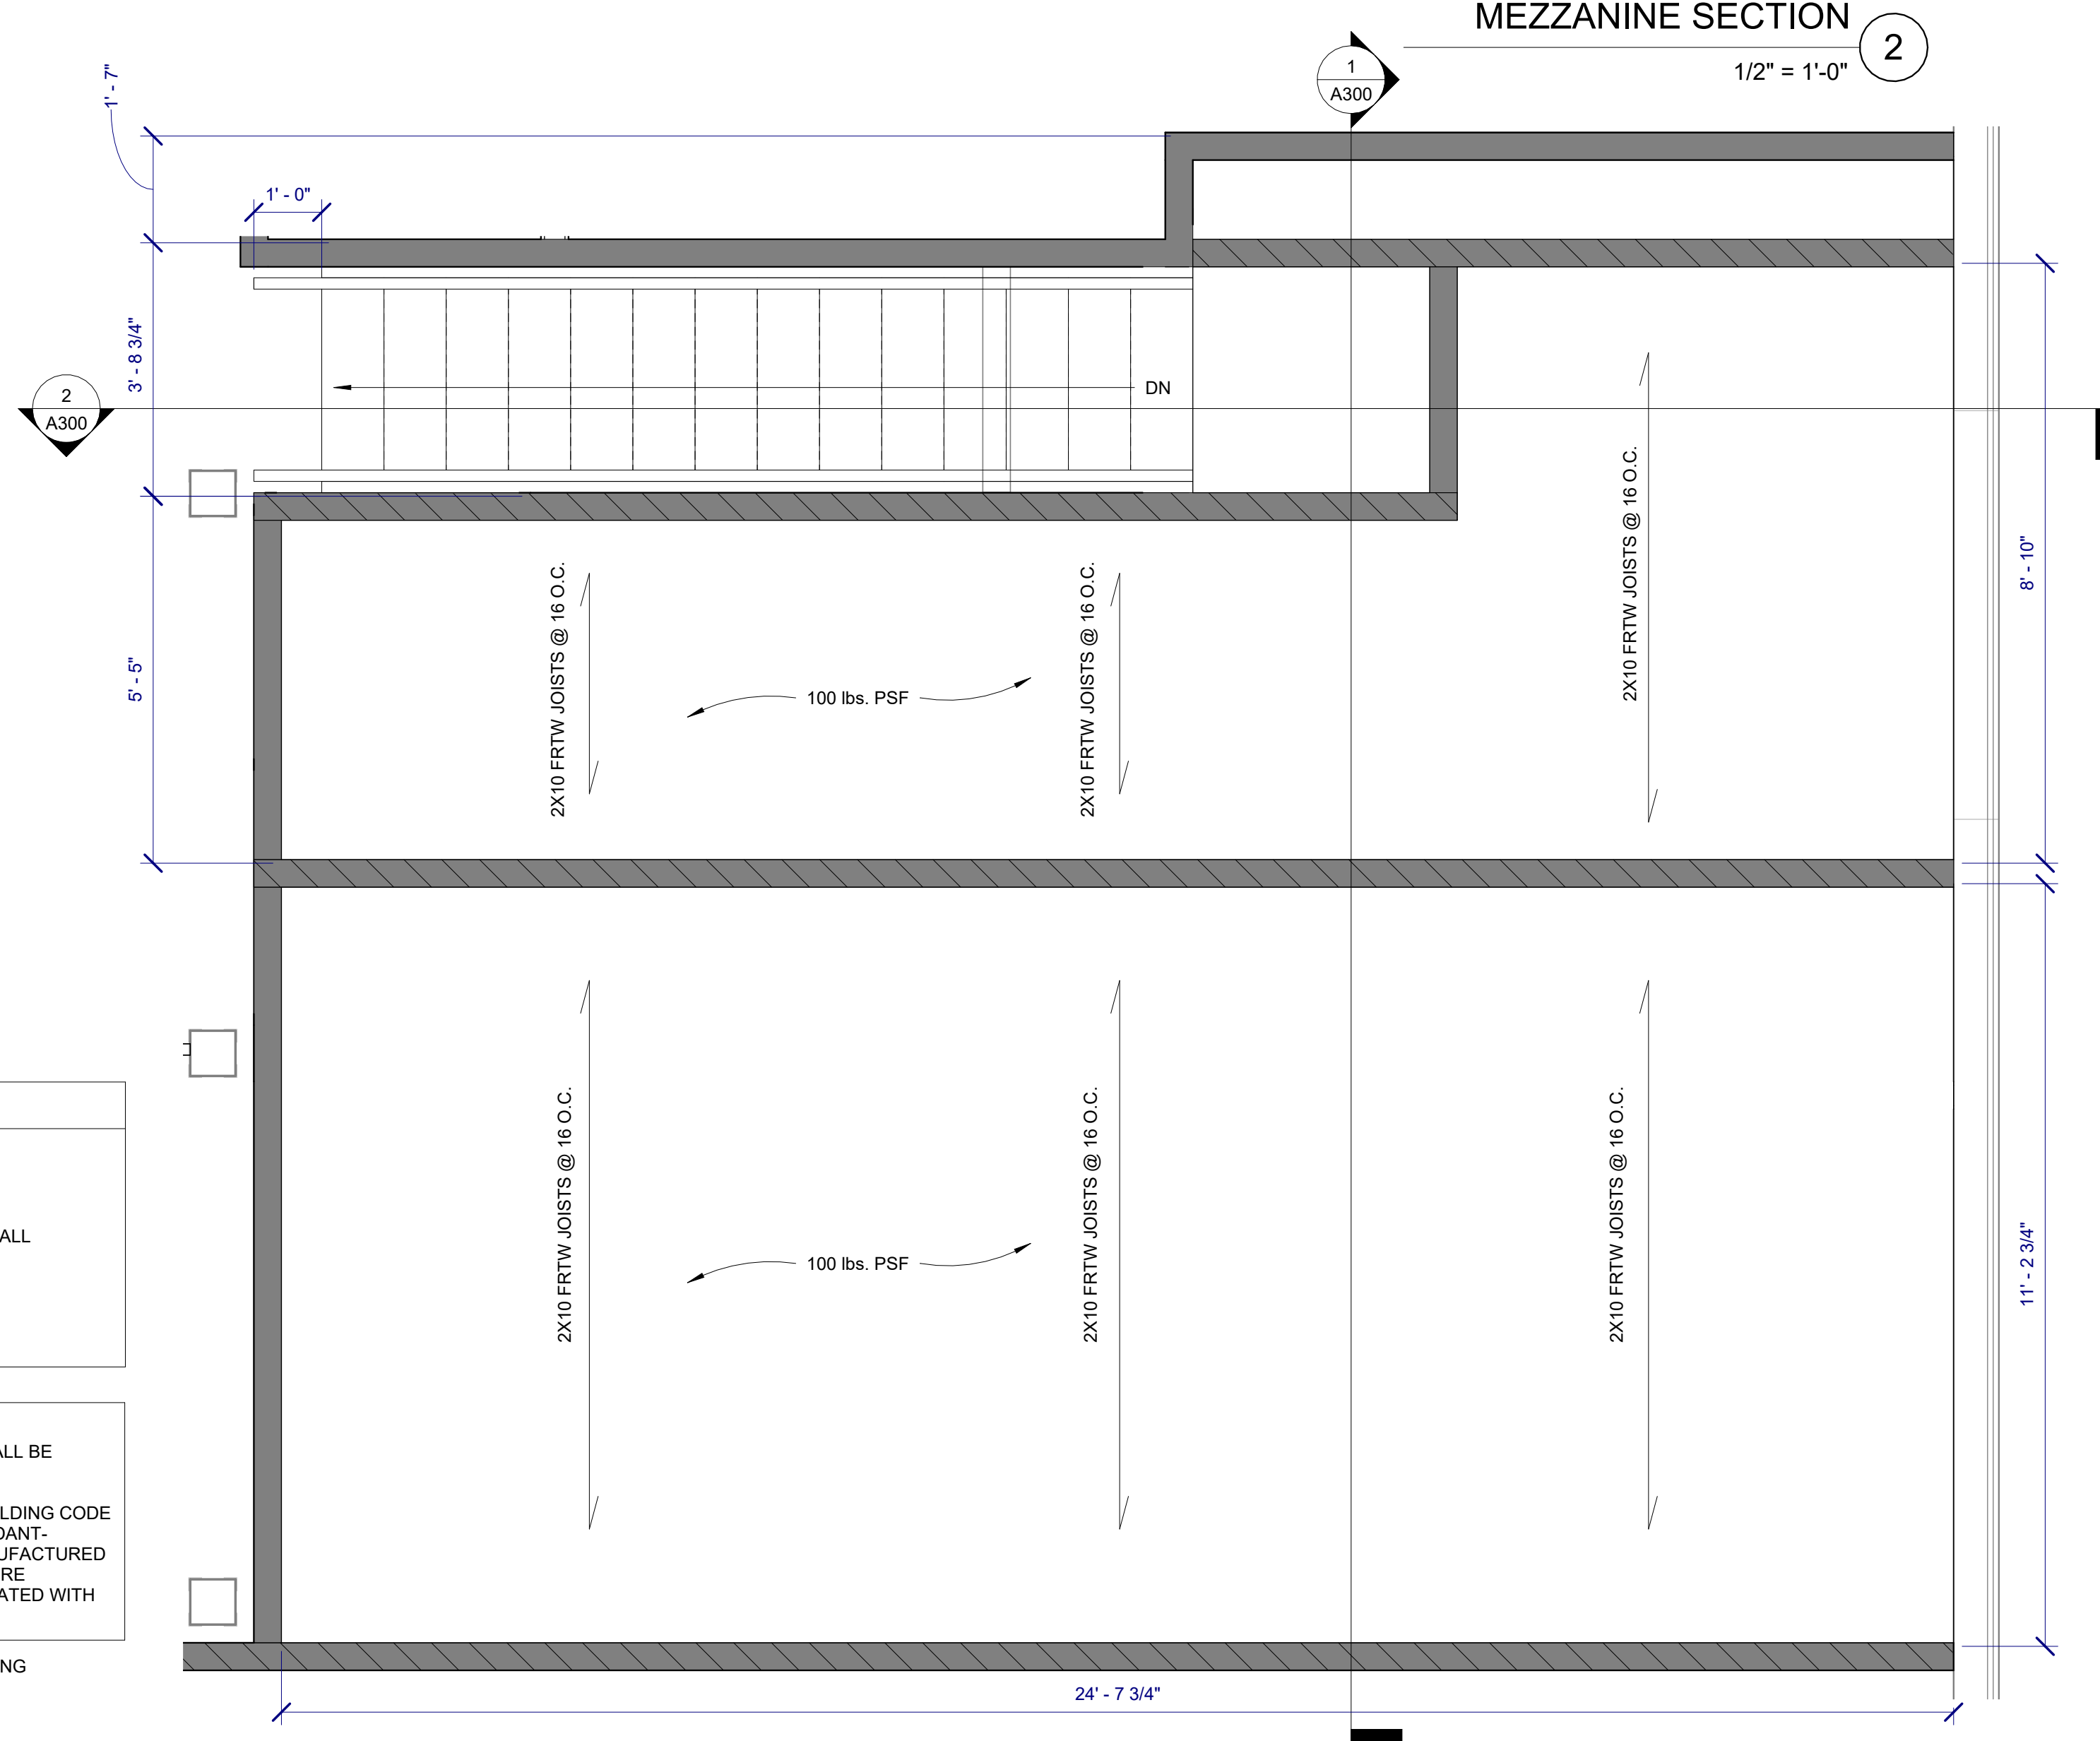 MEZZANINE SECTION
2
1/2" = 1'-0"
1
A300
1' - 7"
1' - 0"
3' - 8 3/4"
DN
2
A300
2X10 FRTW JOISTS @ 16 O.C.
2X10 FRTW JOISTS @ 16 O.C.
2X10 FRTW JOISTS @ 16 O.C.
8' - 10"
5' - 5"
100 lbs. PSF
2X10 FRTW JOISTS @ 16 O.C.
2X10 FRTW JOISTS @ 16 O.C.
2X10 FRTW JOISTS @ 16 O.C.
11' - 2 3/4"
100 lbs. PSF
ALL
ALL BE
LDING CODE
DANT-
UFACTURED
RE
ATED WITH
NG
24' - 7 3/4"